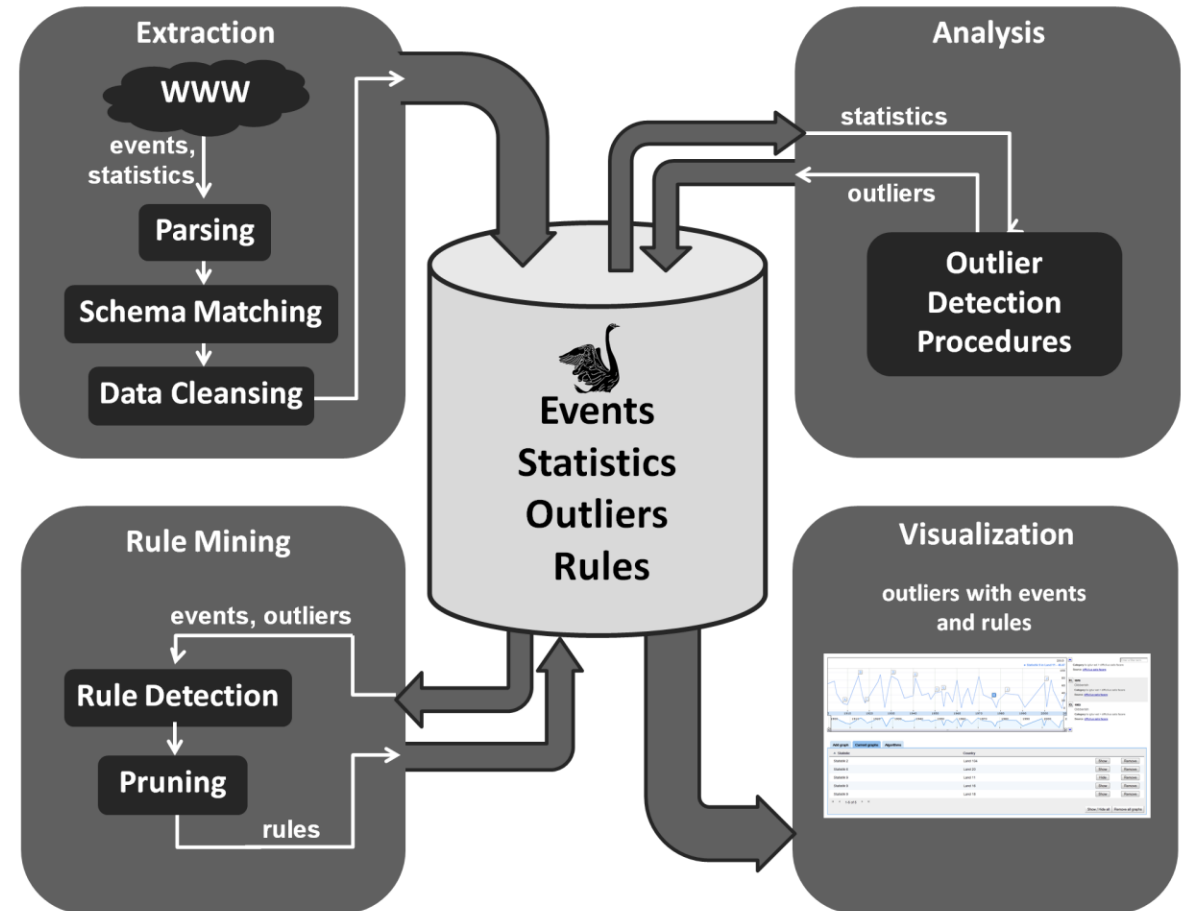 Extraction
WWW
events,
statistics
Parsing
Schema Matching
Data Cleansing
Analysis
statistics
outliers
Outlier
Detection
Procedures
Events
Statistics
Outliers
Rules
Rule Mining
events, outliers
Rule Detection
Pruning
rules
Visualization
outliers with events
and rules